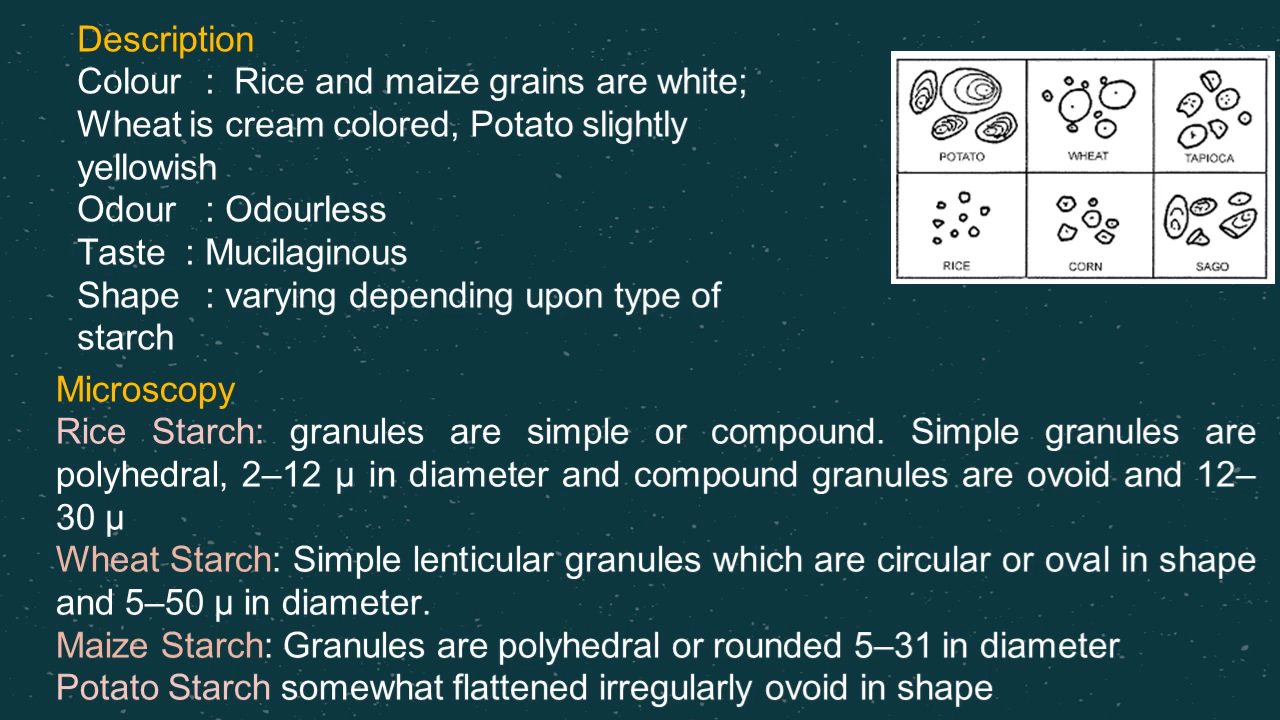 Description
Colour : Rice and maize grains are white;
Wheat is cream colored, Potato slightly
yellowish
Odour : Odourless
Taste : Mucilaginous
Shape : varying depending upon type of
starch
POTATO WHEAT TAPIOCA
RICE CORN SAGO
Microscopy
Rice Starch: granules are simple or compound. Simple granules are
polyhedral, 2–12 μ in diameter and compound granules are ovoid and 12–
30 μ
Wheat Starch: Simple lenticular granules which are circular or oval in shape
and 5–50 μ in diameter.
Maize Starch: Granules are polyhedral or rounded 5–31 in diameter
Potato Starch somewhat flattened irregularly ovoid in shape